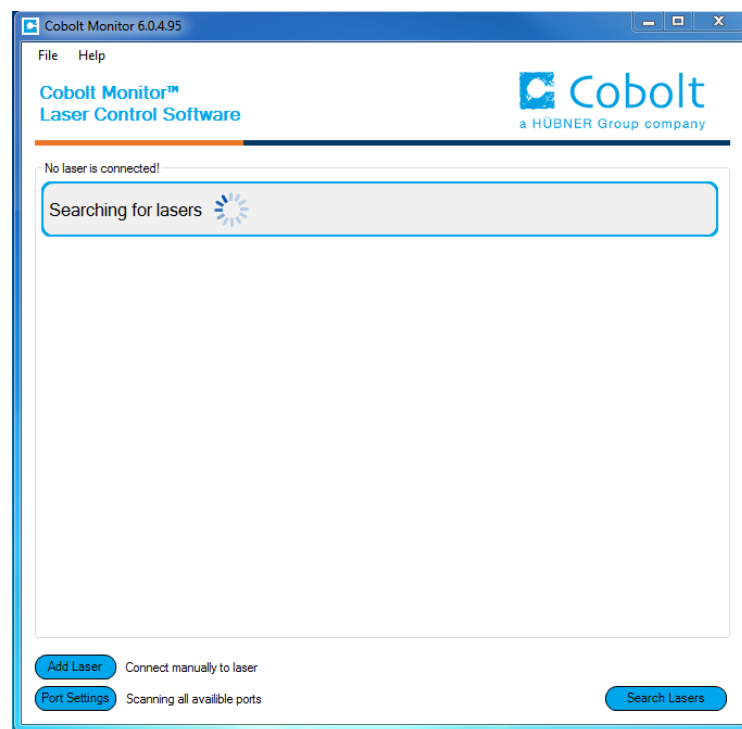 Cobolt Monitor 6.0.4.95
File Help
Cobolt Monitor™
Laser Control Software
Cobolt
a HÜBNER Group company
No laser is connected!
Searching for lasers
Add Laser Connect manually to laser
Port Settings Scanning all availible ports
Search Lasers